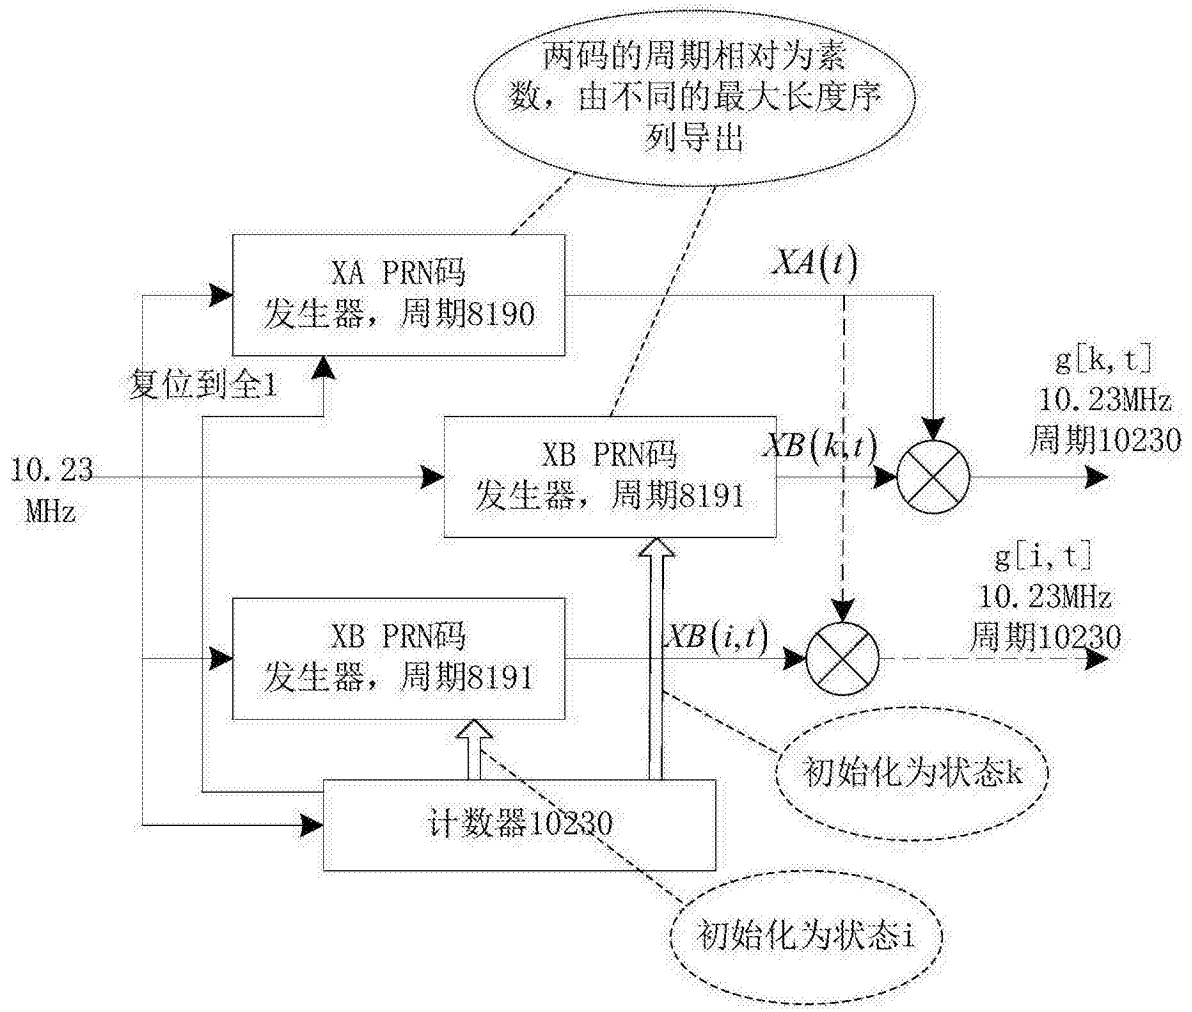 两码的周期相对为素
数，由不同的最大长度序
列导出
XA PRN码
发生器，周期8190
XA(t)
复位到全1
g[k,t]
10.23MHz
周期10230
XB PRN码
发生器，周期8191
XB(k,t)
10.23
MHz
g[i,t]
10.23MHz
周期10230
XB PRN码
发生器，周期8191
XB(i,t)
初始化为状态k
计数器10230
初始化为状态i